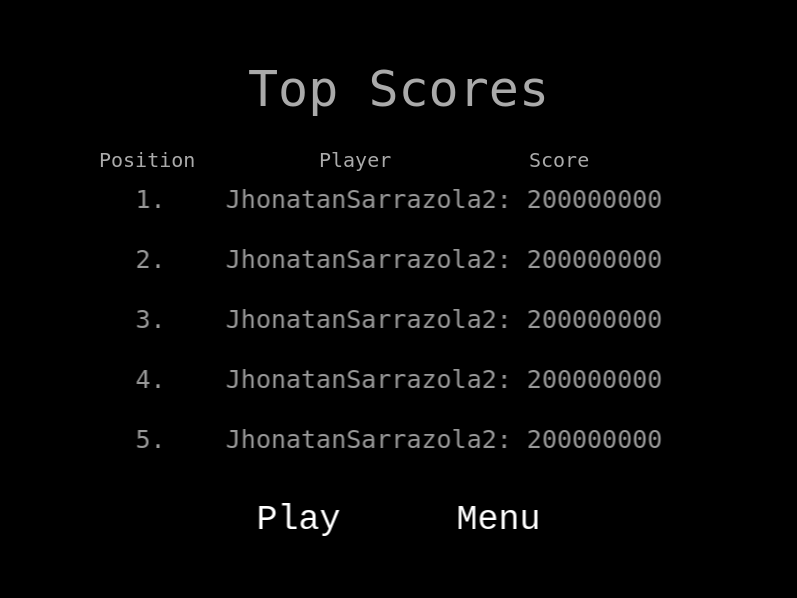 Top Scores
Position Player Score
1. JhonatanSarrazola2: 200000000
2. JhonatanSarrazola2: 200000000
3. JhonatanSarrazola2: 200000000
4. JhonatanSarrazola2: 200000000
5. JhonatanSarrazola2: 200000000
Play Menu